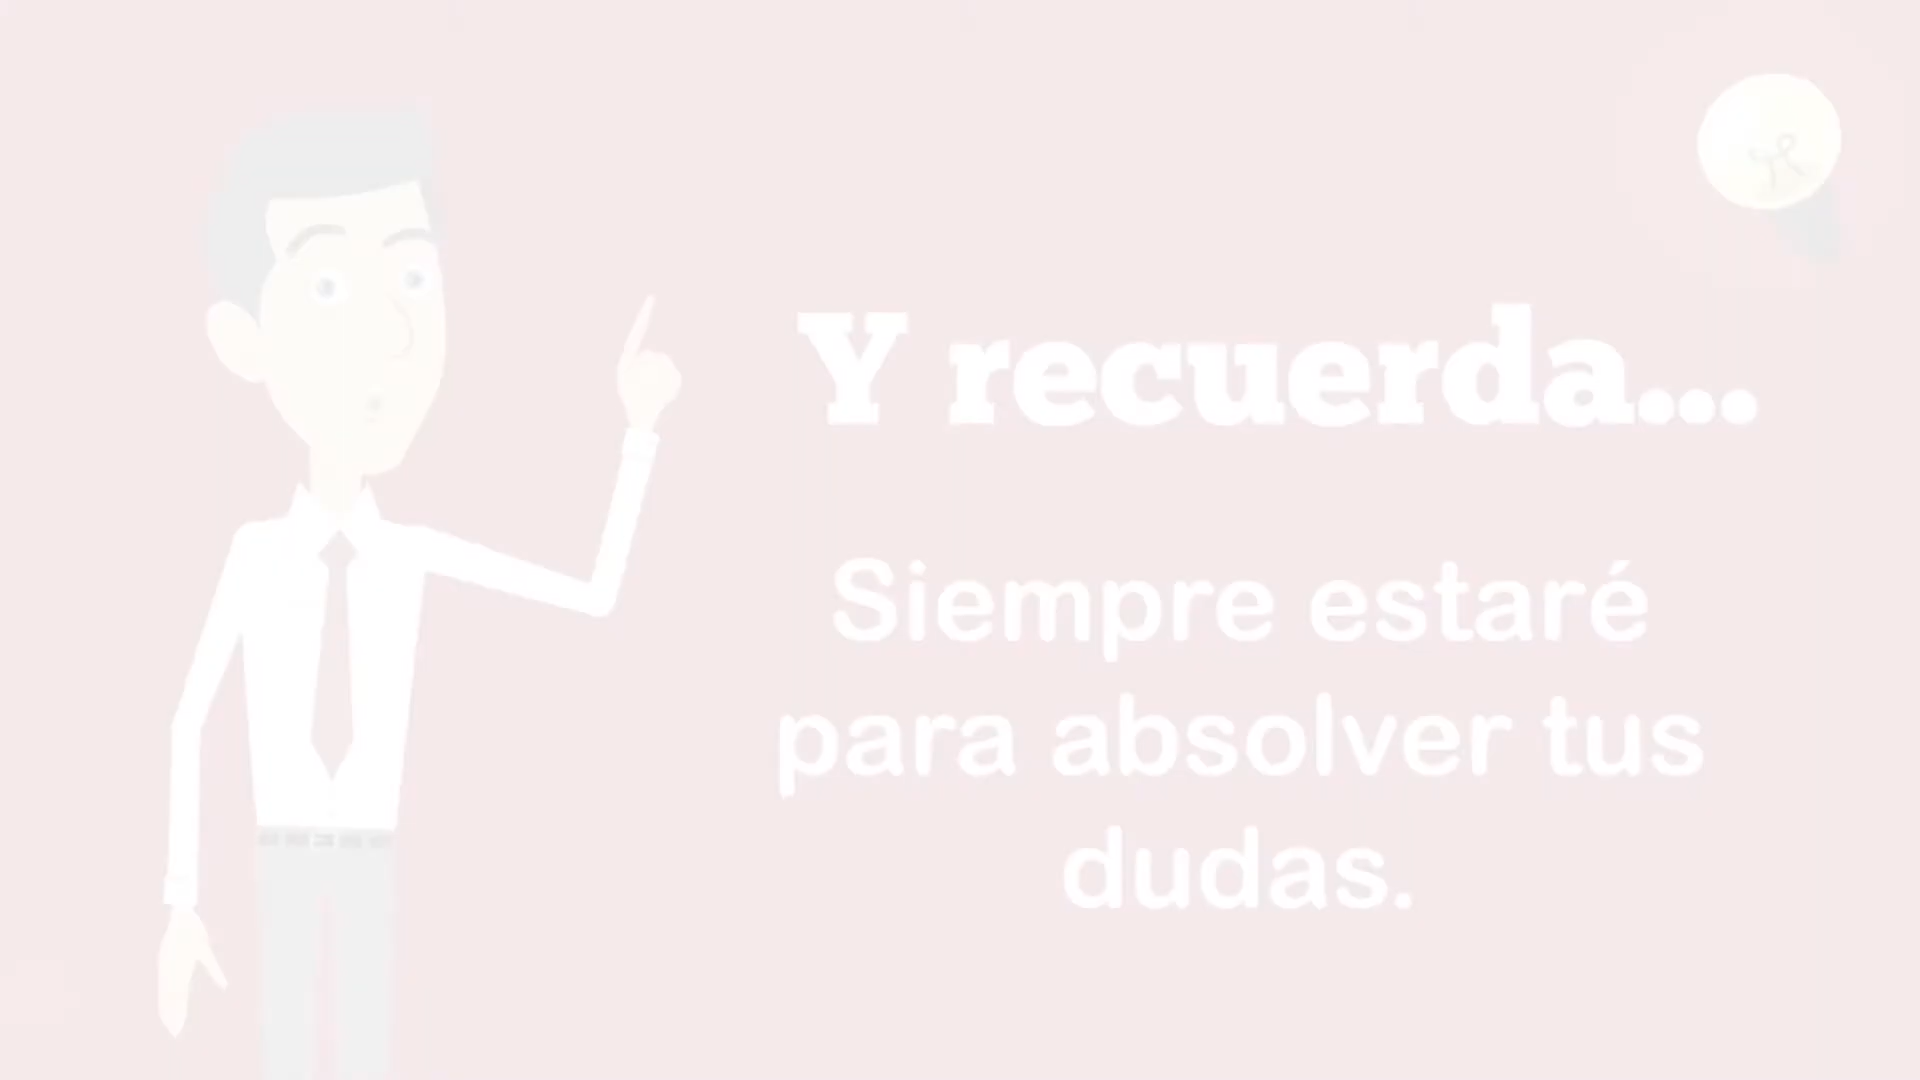 Y recuerda...
Siempre estaré
para absolver tus
dudas.